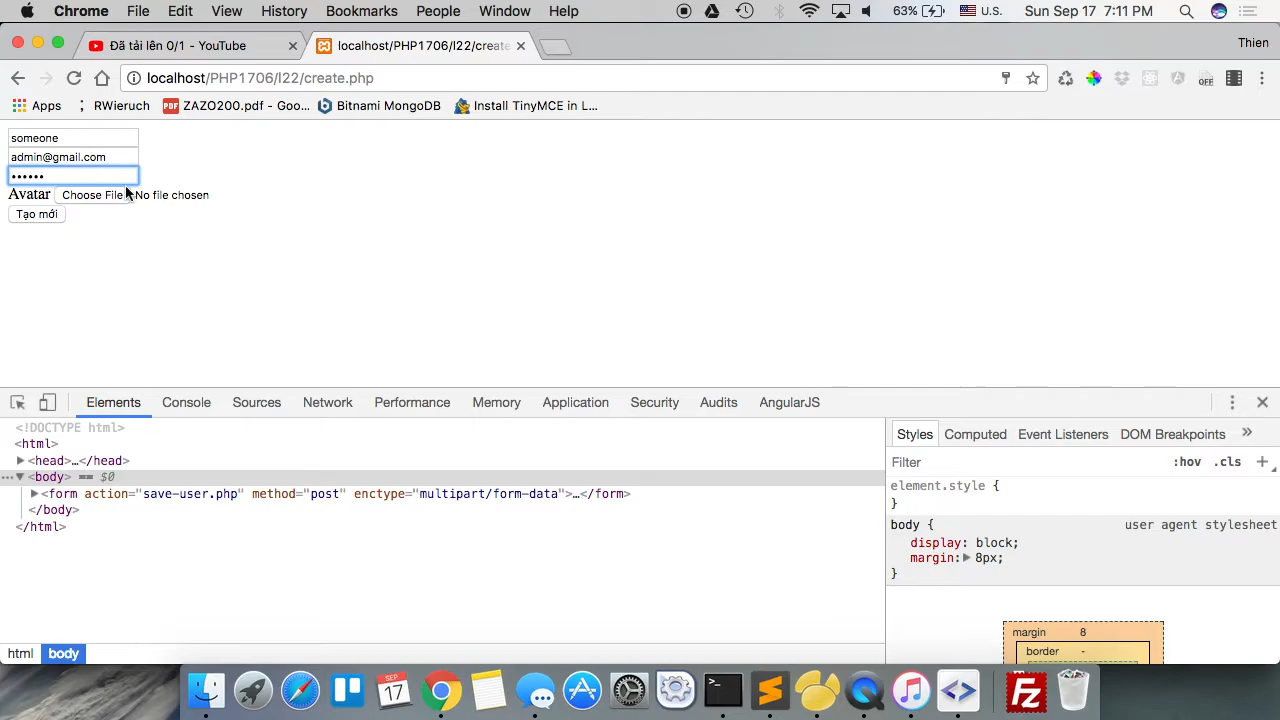 Chrome File Edit View History Bookmarks People Window Help 63% U.S. Sun Sep 17 7:11 PM
Đã tải lên 0/1 - YouTube localhost/PHP1706/l22/create Thien
localhost/PHP1706/l22/create.php OFF
Apps RWieruch PDF ZAZO200.pdf - Goo... Bitnami MongoDB Install TinyMCE in L...
someone
admin@gmail.com
••••••
Avatar Choose File No file chosen
Tạo mới
Elements Console Sources Network Performance Memory Application Security Audits AngularJS
<!DOCTYPE html>
<html>
<head>…</head>
<body> == $0
<form action="save-user.php" method="post" enctype="multipart/form-data">…</form>
</body>
</html>
html body
Styles Computed Event Listeners DOM Breakpoints »
Filter :hov .cls +
element.style {
}
body { user agent stylesheet
display: block;
margin: 8px;
}
margin 8
border -
SEP
17
Fz